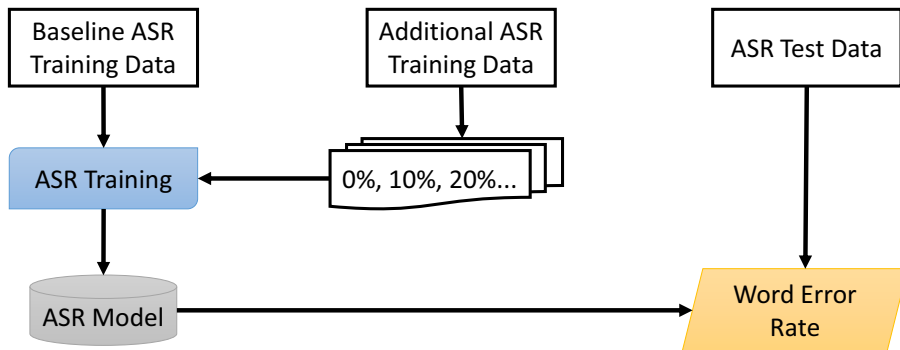 Baseline ASR
Training Data
Additional ASR
Training Data
ASR Test Data
ASR Training
0%, 10%, 20%...
ASR Model
Word Error
Rate